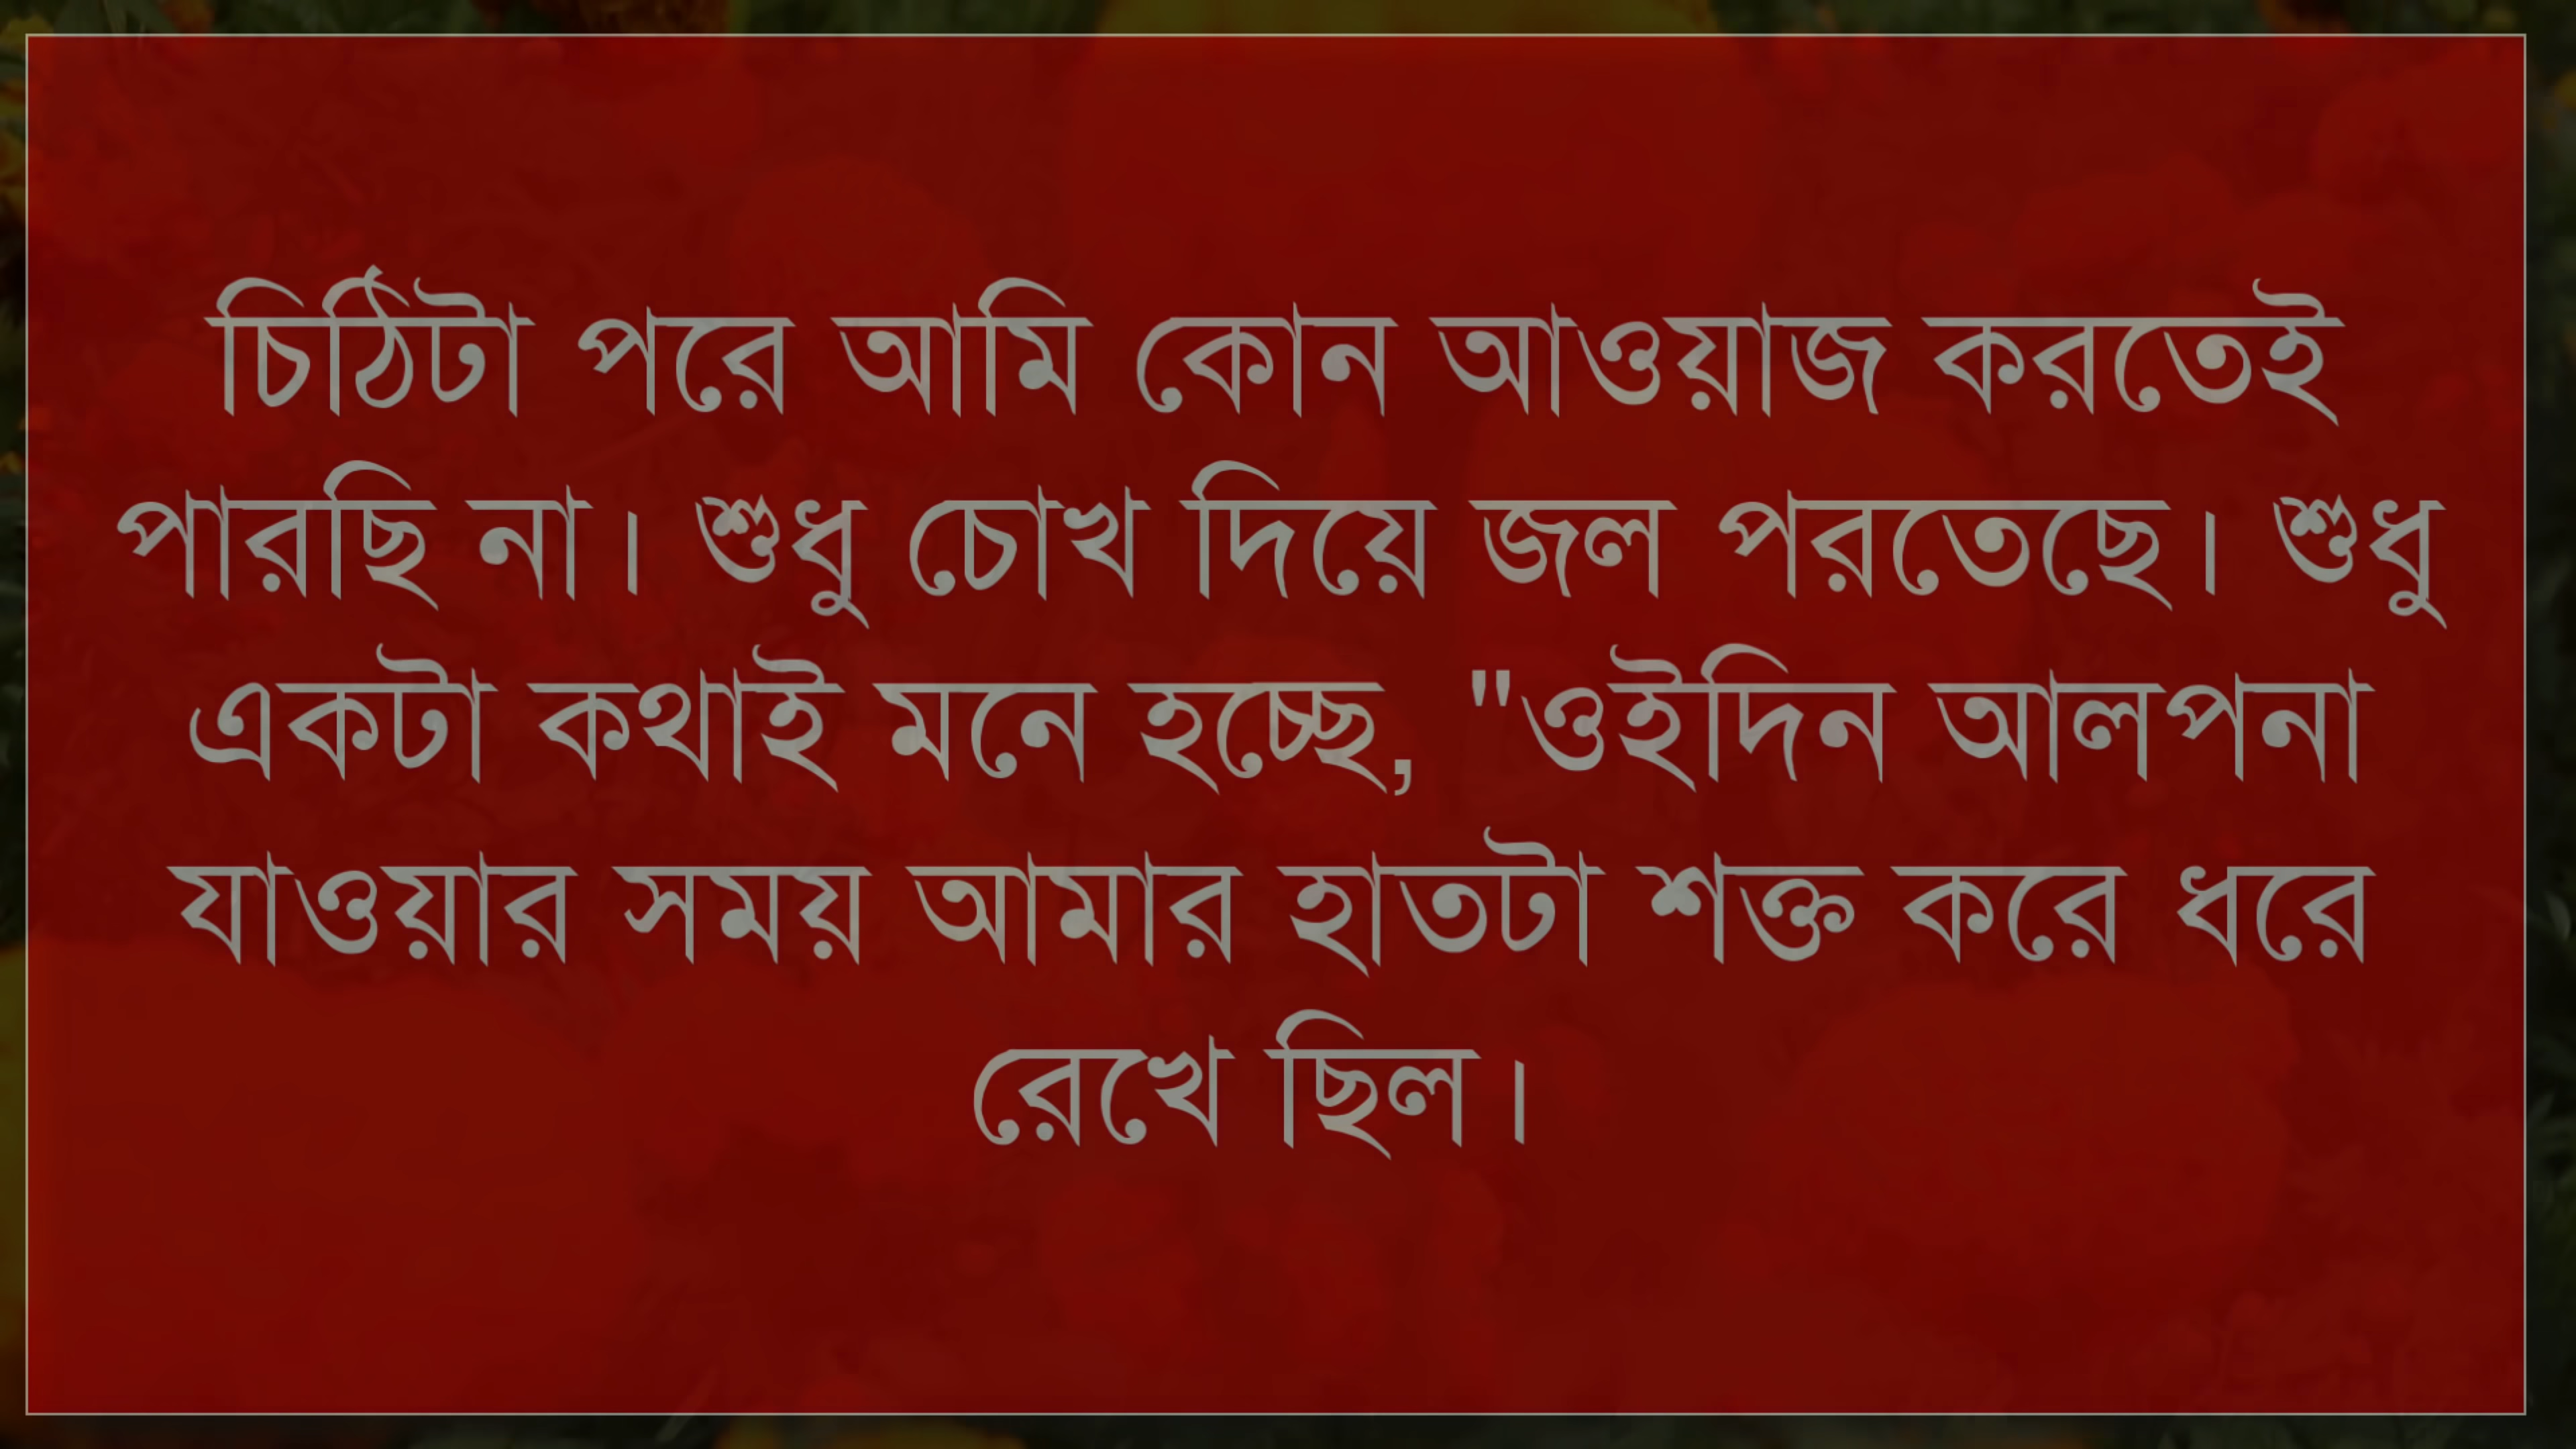 চিঠিটা পরে আমি কোন আওয়াজ করতেই
পারছি না। শুধু চোখ দিয়ে জল পরতেছে। শুধু
একটা কথাই মনে হচ্ছে, "ওইদিন আলপনা
যাওয়ার সময় আমার হাতটা শক্ত করে ধরে
রেখে ছিল।